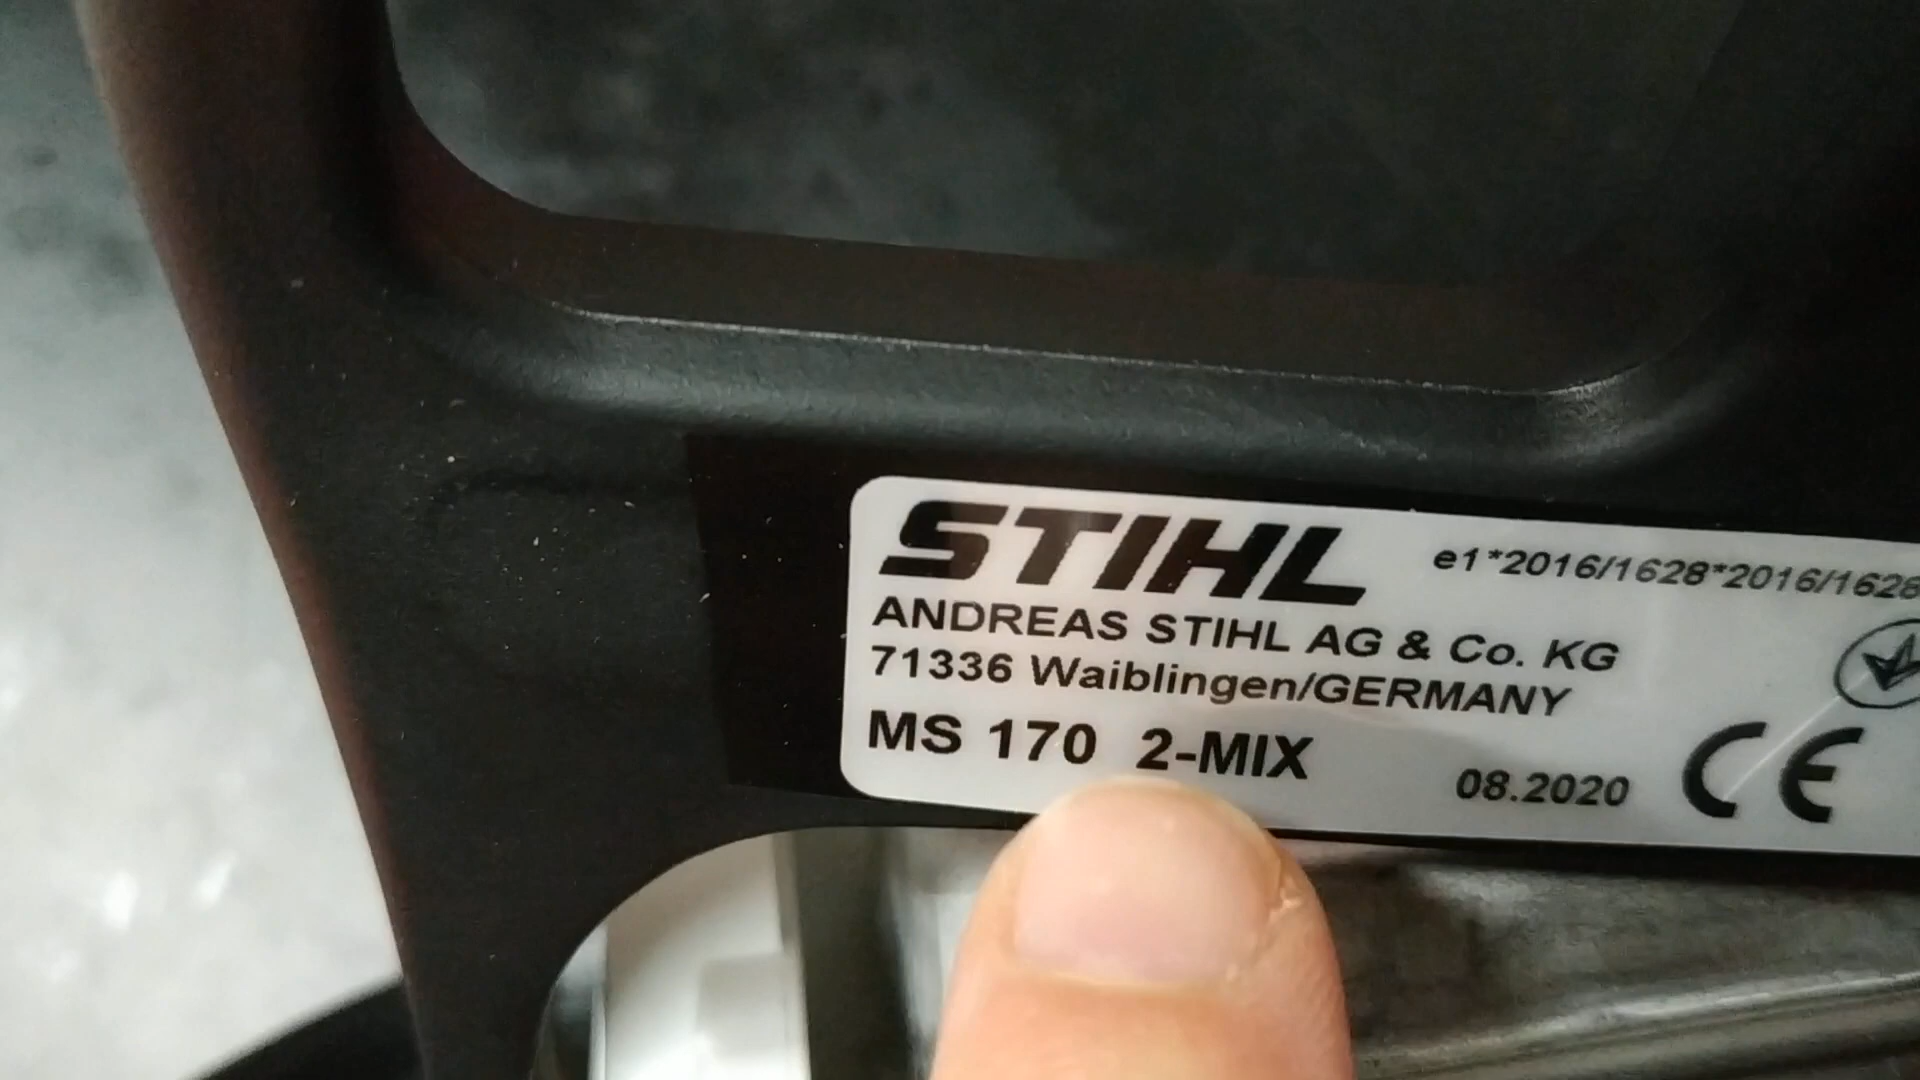 STIHL
e1*2016/1628*2016/1628
ANDREAS STIHL AG & Co. KG
71336 Waiblingen/GERMANY
MS 170 2-MIX
08.2020
CE